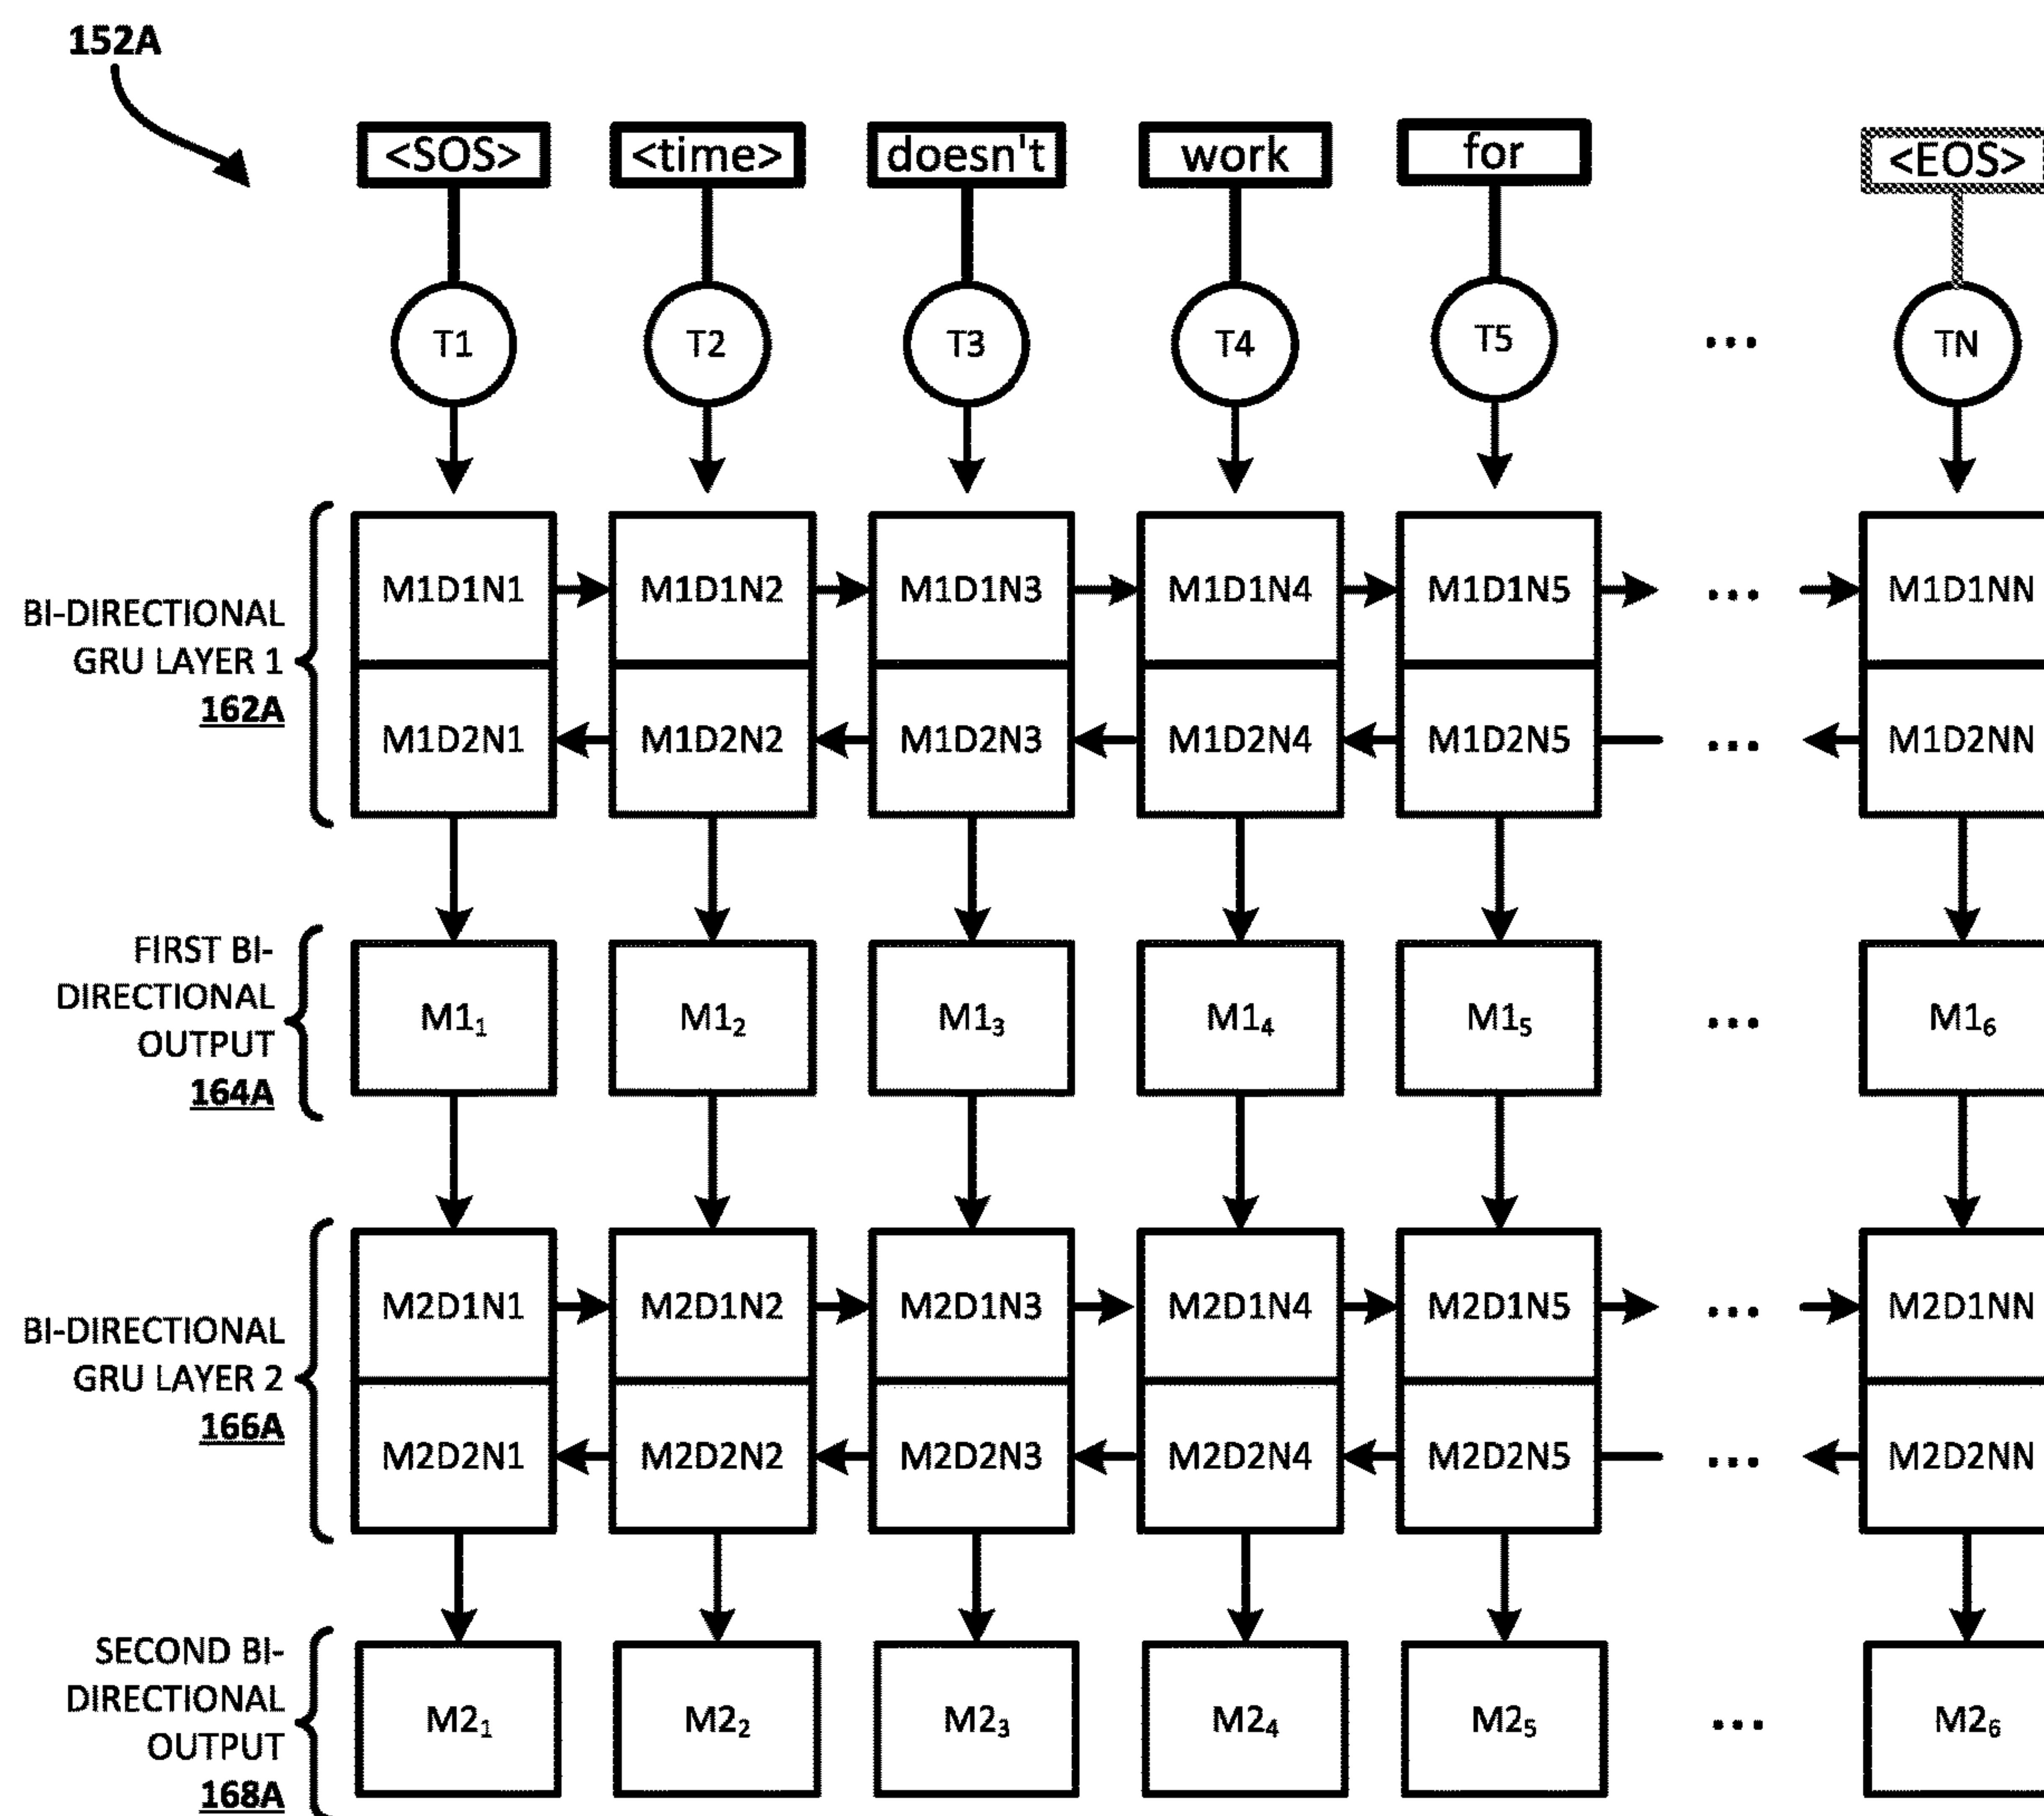 152A
<SOS> <time> doesn't work for <EOS>
T1 T2 T3 T4 T5 ... TN
BI-DIRECTIONAL
GRU LAYER 1
162A
M1D1N1 M1D1N2 M1D1N3 M1D1N4 M1D1N5 ... M1D1NN
M1D2N1 M1D2N2 M1D2N3 M1D2N4 M1D2N5 ... M1D2NN
FIRST BI-
DIRECTIONAL
OUTPUT
164A
M1₁ M1₂ M1₃ M1₄ M1₅ ... M1₆
BI-DIRECTIONAL
GRU LAYER 2
166A
M2D1N1 M2D1N2 M2D1N3 M2D1N4 M2D1N5 ... M2D1NN
M2D2N1 M2D2N2 M2D2N3 M2D2N4 M2D2N5 ... M2D2NN
SECOND BI-
DIRECTIONAL
OUTPUT
168A
M2₁ M2₂ M2₃ M2₄ M2₅ ... M2₆